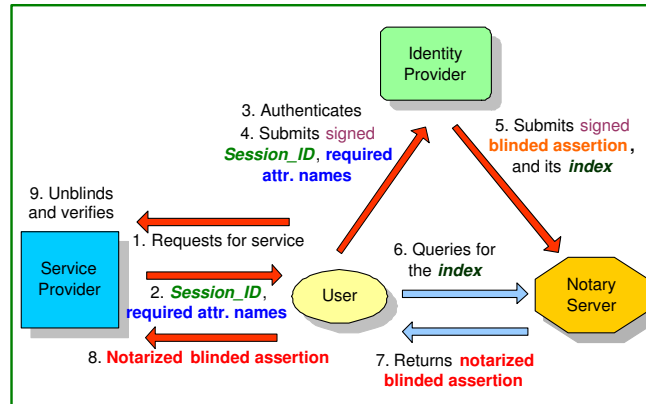 Identity
Provider
3. Authenticates
4. Submits signed
Session_ID, required
attr. names
5. Submits signed
blinded assertion,
and its index
9. Unblinds
and verifies
1. Requests for service
Service
Provider
2. Session_ID,
required attr. names
User
6. Queries for
the index
Notary
Server
8. Notarized blinded assertion
7. Returns notarized
blinded assertion